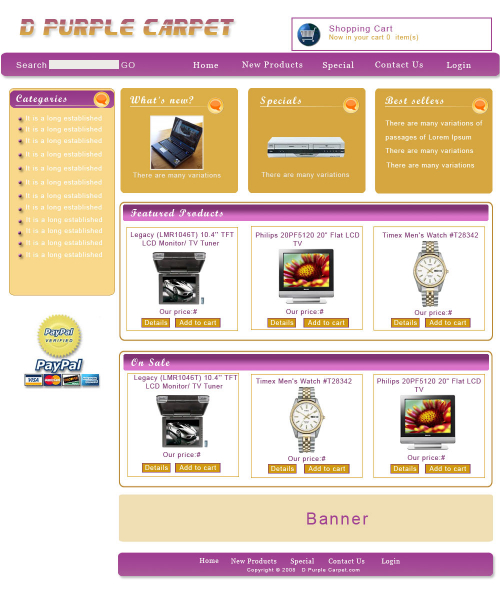 D PURPLE CARPET
Shopping Cart
Now in your cart 0 item(s)
Search GO Home New Products Special Contact Us Login
Categories
It is a long established
It is a long established
It is a long established
It is a long established
It is a long established
It is a long established
It is a long established
It is a long established
It is a long established
It is a long established
It is a long established
It is a long established
PayPal
VERIFIED
PayPal
VISA
What's new?
There are many variations
Specials
There are many variations
Best sellers
There are many variations of
passages of Lorem Ipsum
There are many variations
There are many variations
Featured Products
Legacy (LMR1046T) 10.4" TFT
LCD Monitor/ TV Tuner
Our price:#
Details Add to cart
Philips 20PF5120 20" Flat LCD
TV
Our price:#
Details Add to cart
Timex Men's Watch #T28342
Our price:#
Details Add to cart
On Sale
Legacy (LMR1046T) 10.4" TFT
LCD Monitor/ TV Tuner
Our price:#
Details Add to cart
Timex Men's Watch #T28342
Our price:#
Details Add to cart
Philips 20PF5120 20" Flat LCD
TV
Our price:#
Details Add to cart
Banner
Home New Products Special Contact Us Login
Copyright © 2008 D Purple Carpet.com